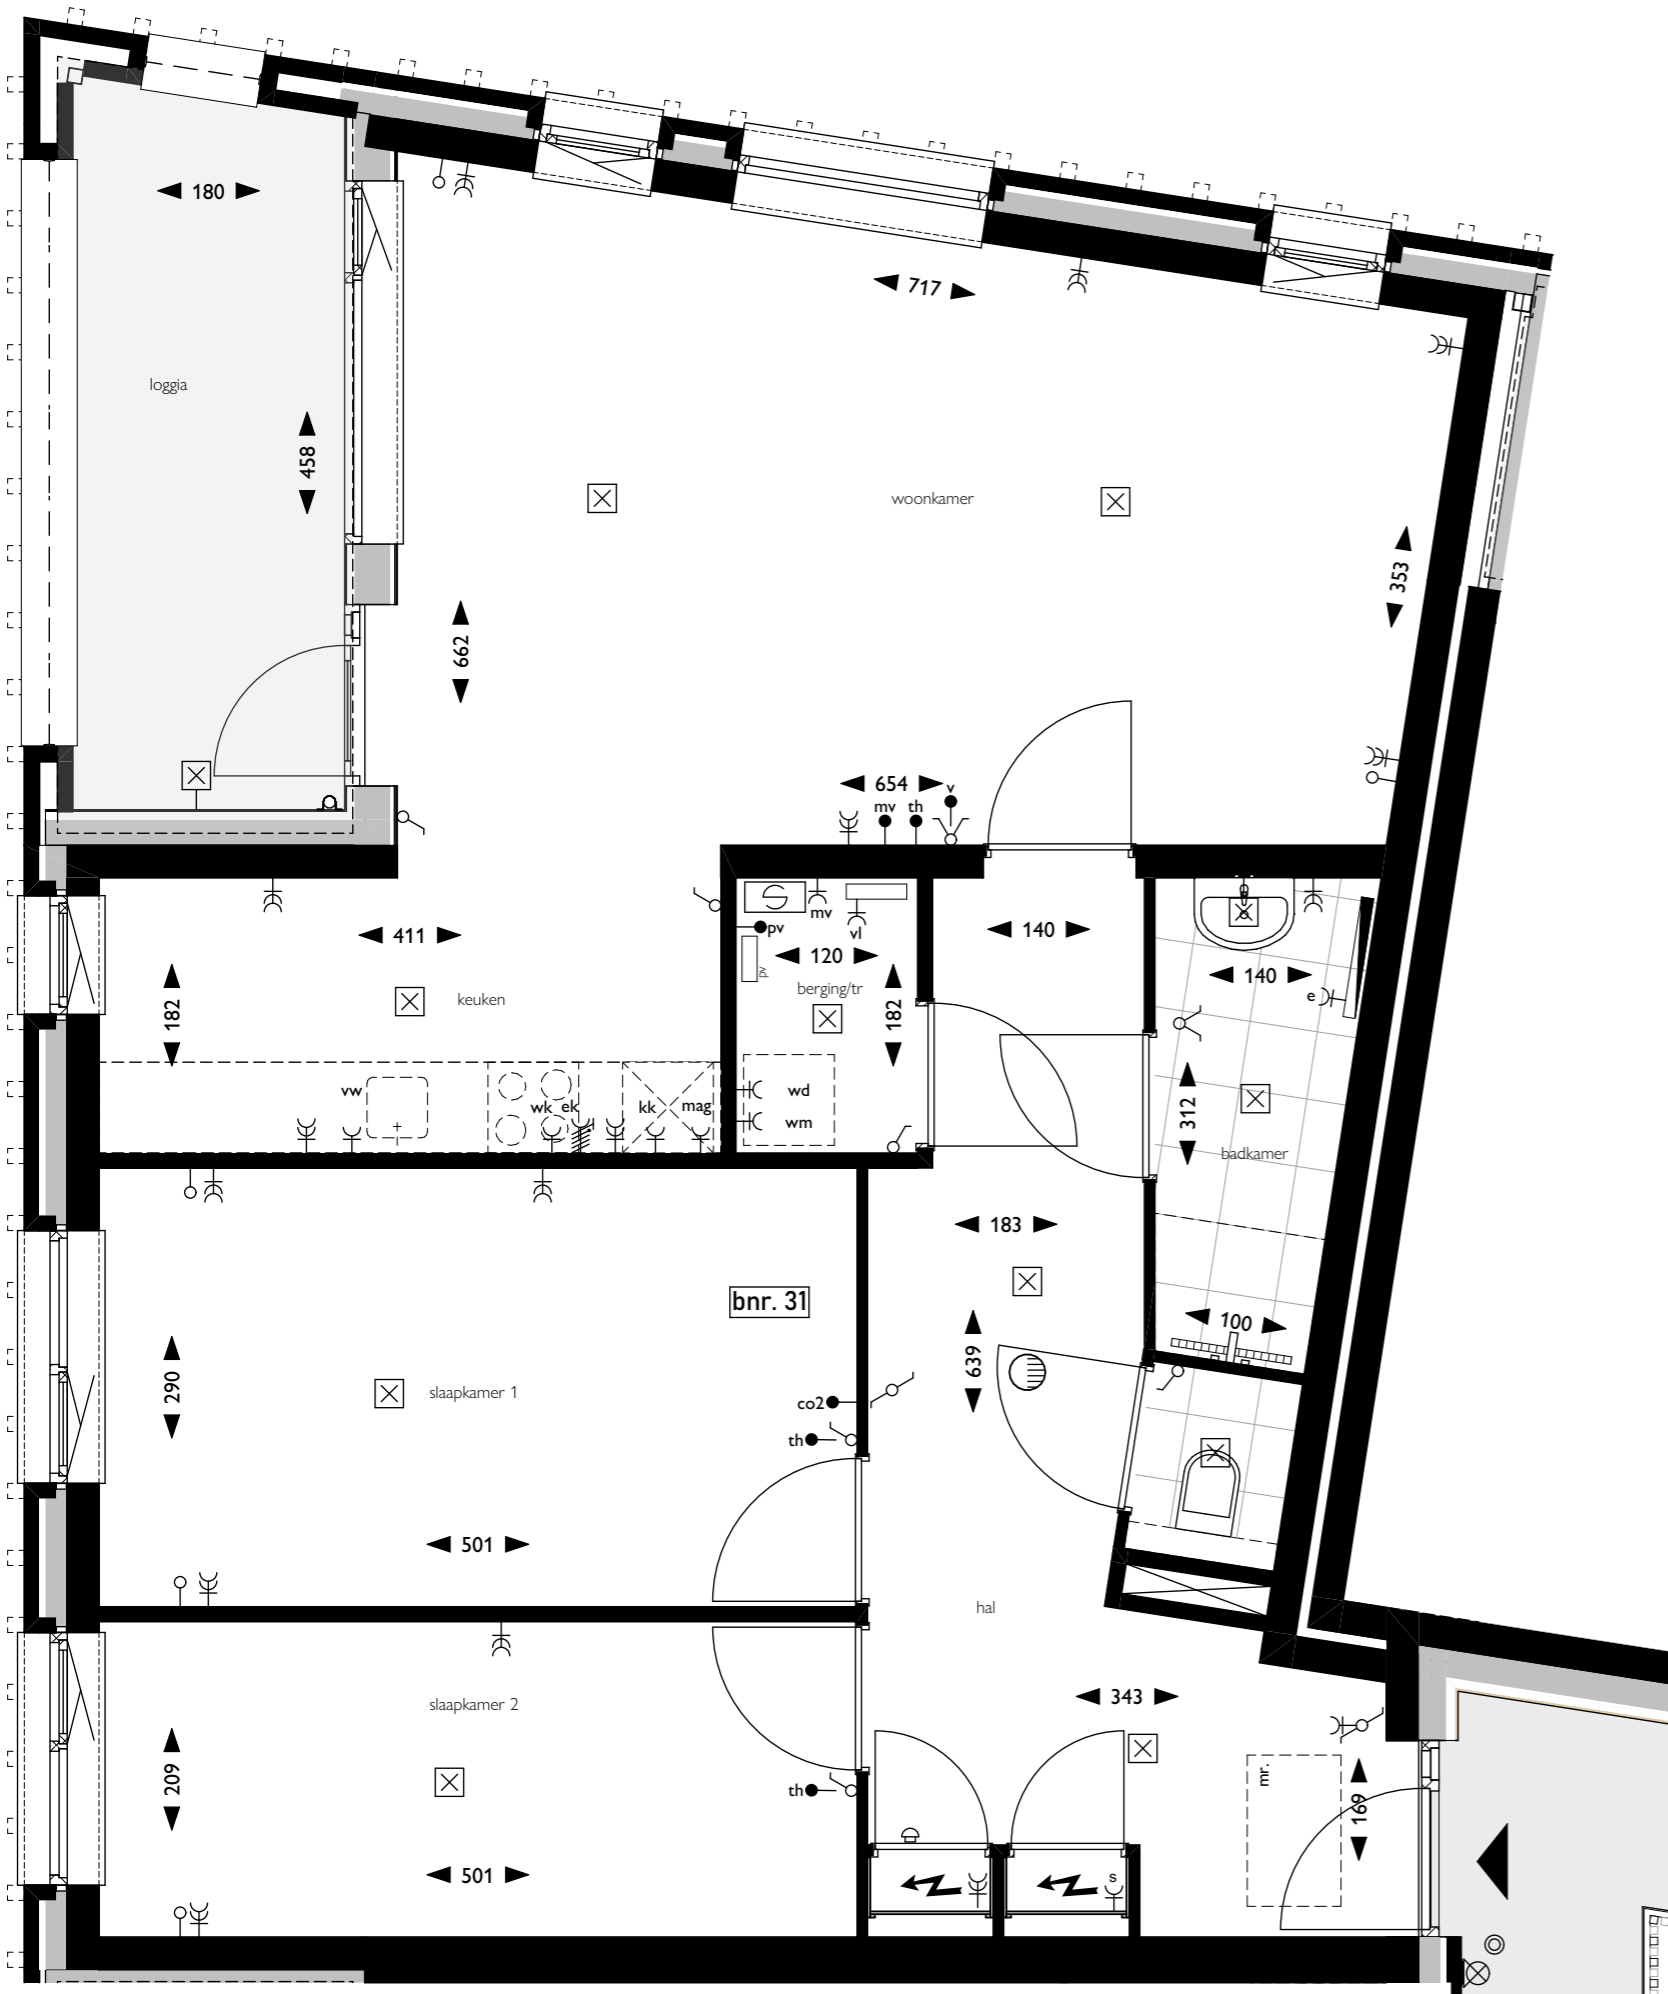 180
717
loggia
458
woonkamer
353
662
654
v
mv
th
411
keuken
182
mv
vl
pv
pv
120
berging/tr
182
140
140
e
vw
wk
ek
kk
mag
wd
wm
312
badkamer
183
bnr. 31
100
639
290
slaapkamer 1
co2
th
501
hal
slaapkamer 2
343
mr.
209
th
169
501
s